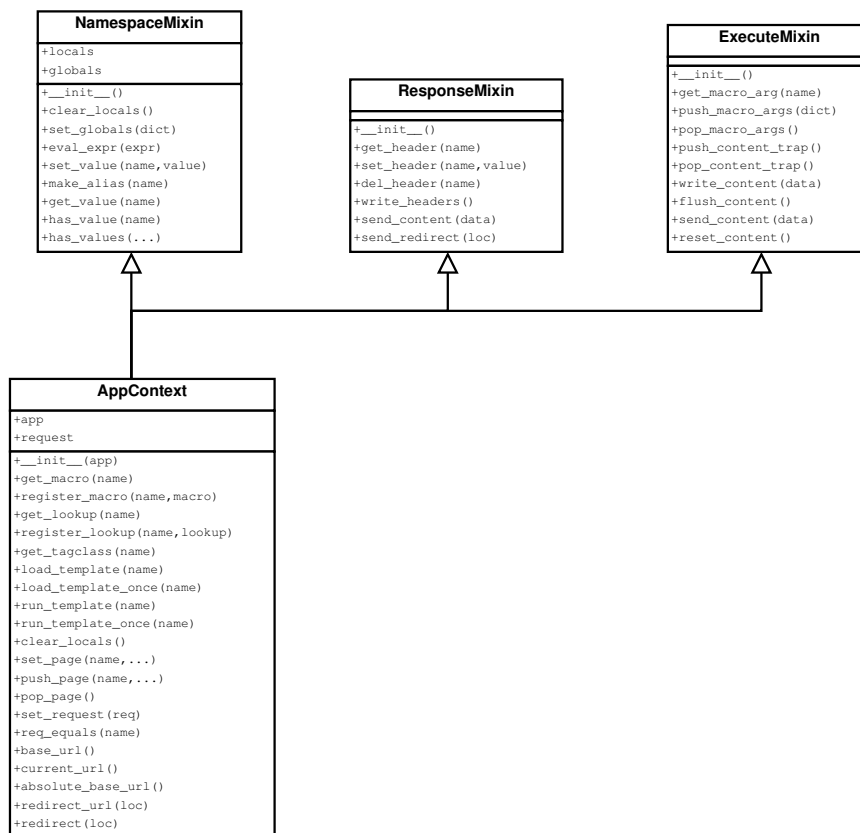 NamespaceMixin
+locals
+globals
+__init__()
+clear_locals()
+set_globals(dict)
+eval_expr(expr)
+set_value(name,value)
+make_alias(name)
+get_value(name)
+has_value(name)
+has_values(...)
ResponseMixin
+__init__()
+get_header(name)
+set_header(name,value)
+del_header(name)
+write_headers()
+send_content(data)
+send_redirect(loc)
ExecuteMixin
+__init__()
+get_macro_arg(name)
+push_macro_args(dict)
+pop_macro_args()
+push_content_trap()
+pop_content_trap()
+write_content(data)
+flush_content()
+send_content(data)
+reset_content()
AppContext
+app
+request
+__init__(app)
+get_macro(name)
+register_macro(name,macro)
+get_lookup(name)
+register_lookup(name,lookup)
+get_tagclass(name)
+load_template(name)
+load_template_once(name)
+run_template(name)
+run_template_once(name)
+clear_locals()
+set_page(name,...)
+push_page(name,...)
+pop_page()
+set_request(req)
+req_equals(name)
+base_url()
+current_url()
+absolute_base_url()
+redirect_url(loc)
+redirect(loc)